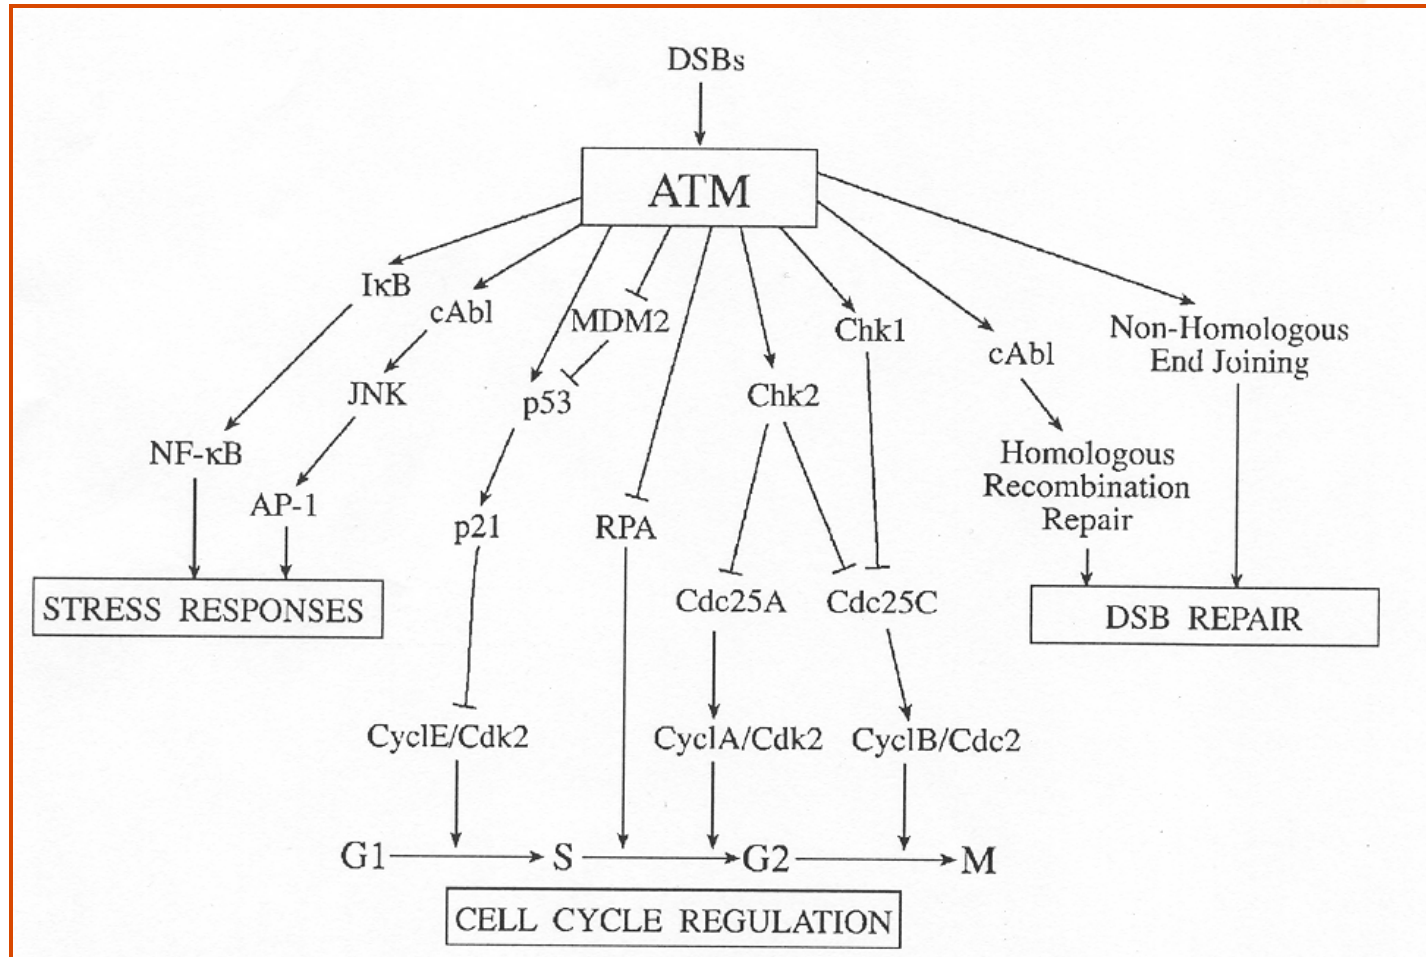 DSBs
ATM
IκB
cAbl
MDM2
Chk1
Non-Homologous
End Joining
cAbl
JNK
p53
Chk2
NF-κB
Homologous
Recombination
Repair
AP-1
p21
RPA
STRESS RESPONSES
Cdc25A
Cdc25C
DSB REPAIR
CyclE/Cdk2
CyclA/Cdk2
CyclB/Cdc2
G1
S
G2
M
CELL CYCLE REGULATION